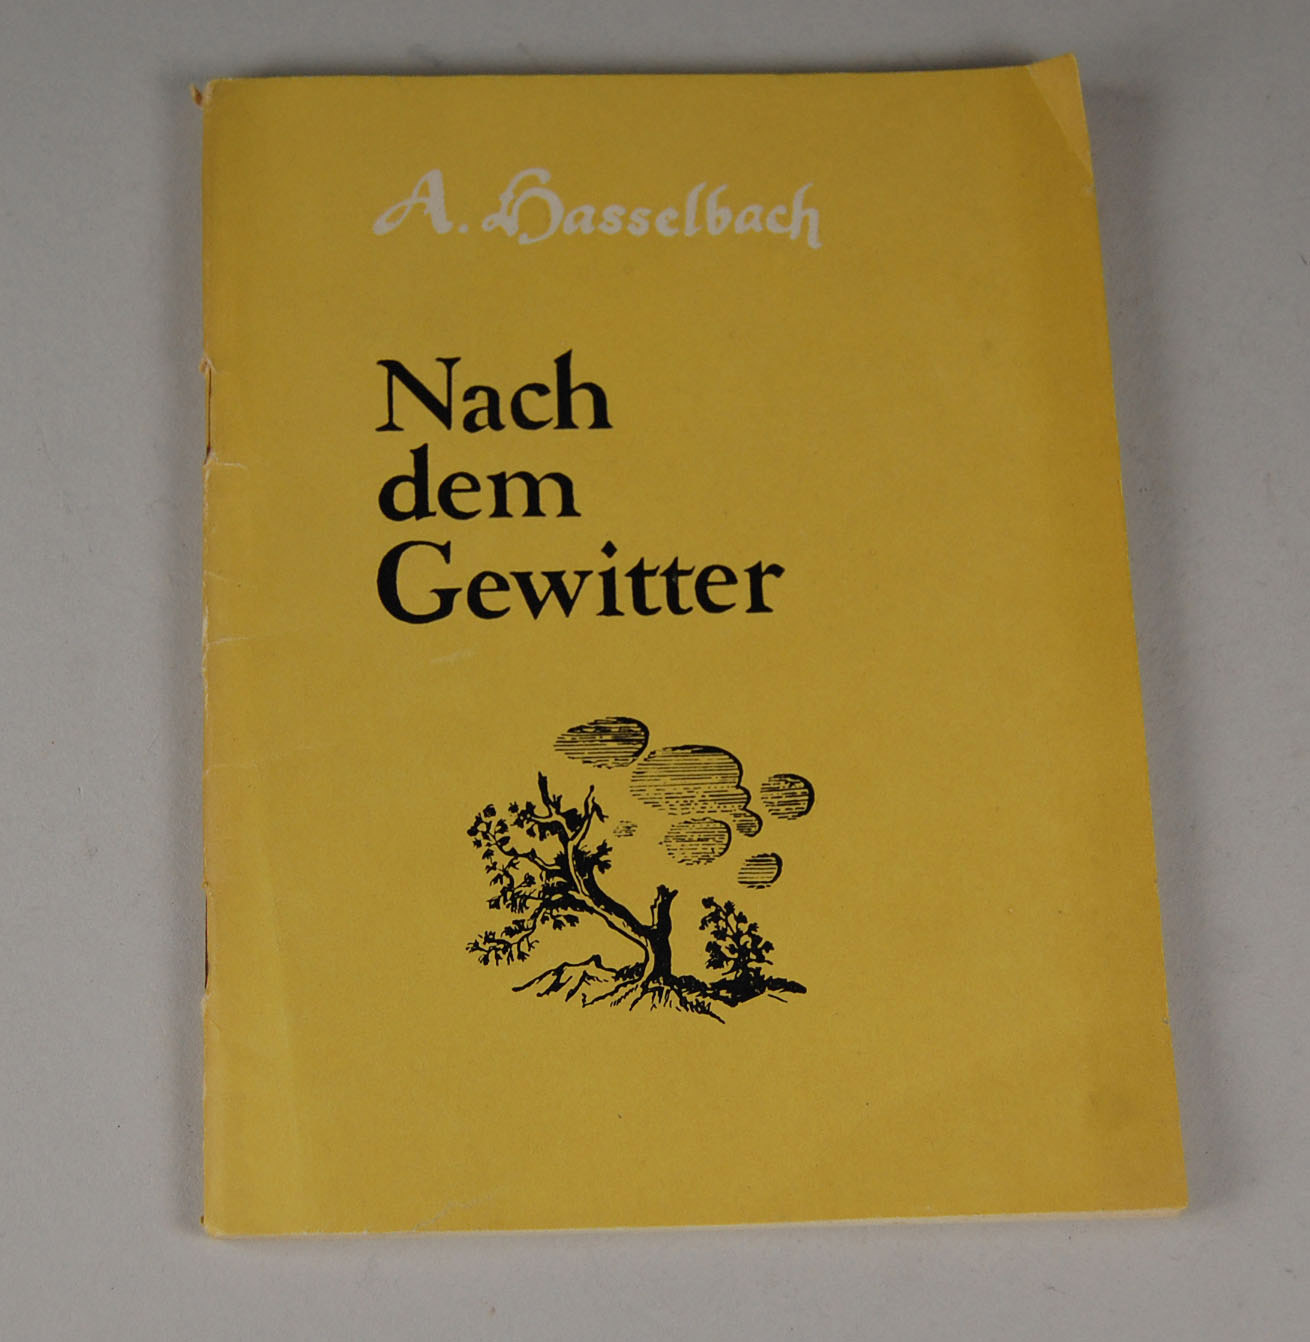 A. Hasselbach
Nach
dem
Gewitter